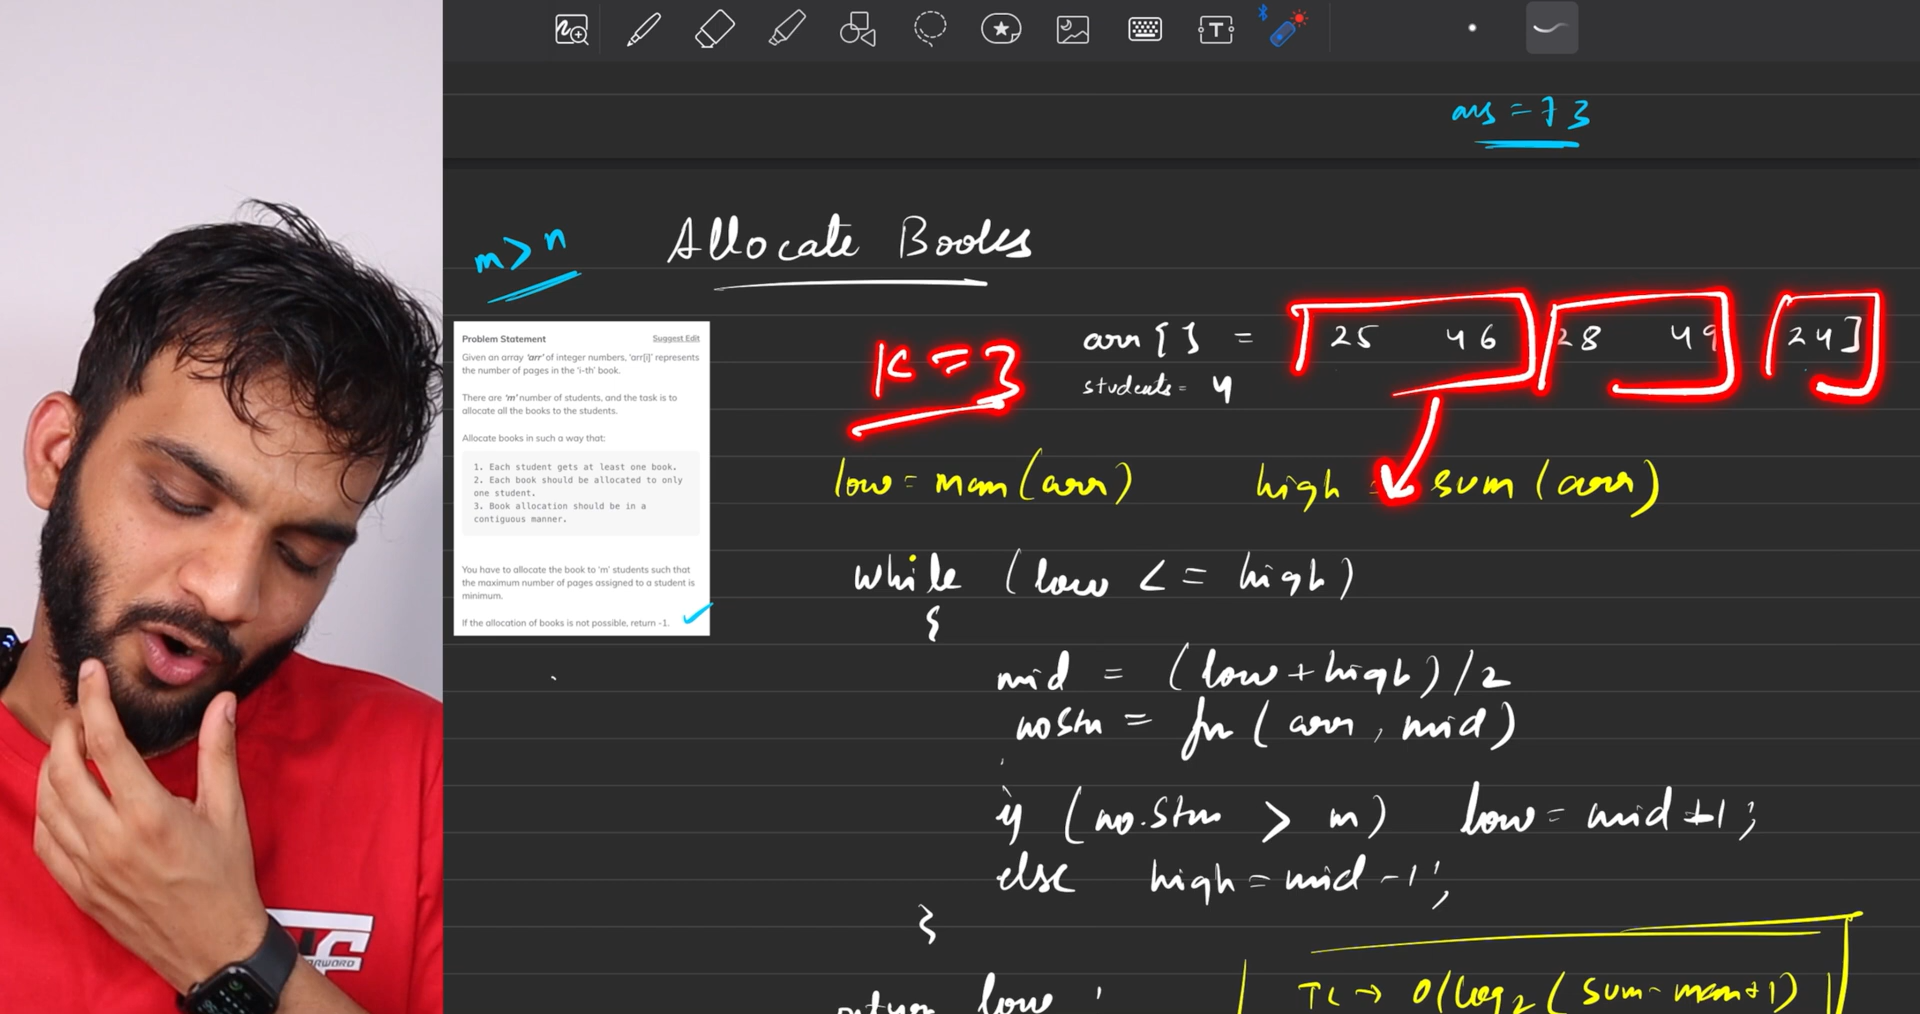 ans = 73
m > n
Allocate Books
Problem Statement
Suggest Edit
Given an array 'arr' of integer numbers, 'arr[i]' represents
the number of pages in the 'i-th' book.
There are 'm' number of students, and the task is to
allocate all the books to the students.
Allocate books in such a way that:
1. Each student gets at least one book.
2. Each book should be allocated to only
one student.
3. Book allocation should be in a
contiguous manner.
You have to allocate the book to 'm' students such that
the maximum number of pages assigned to a student is
minimum.
If the allocation of books is not possible, return -1.
K = 3
arr [ ] = [ 25 46 28 49 24 ]
students = 4
low = max (arr) high = sum (arr)
while (low <= high)
{
mid = (low + high) / 2
noStu = fn ( arr, mid)
if (no.Stu > m) low = mid + 1 ;
else high = mid - 1 ;
}
return low ;
TC → O(log2 ( sum - max + 1)